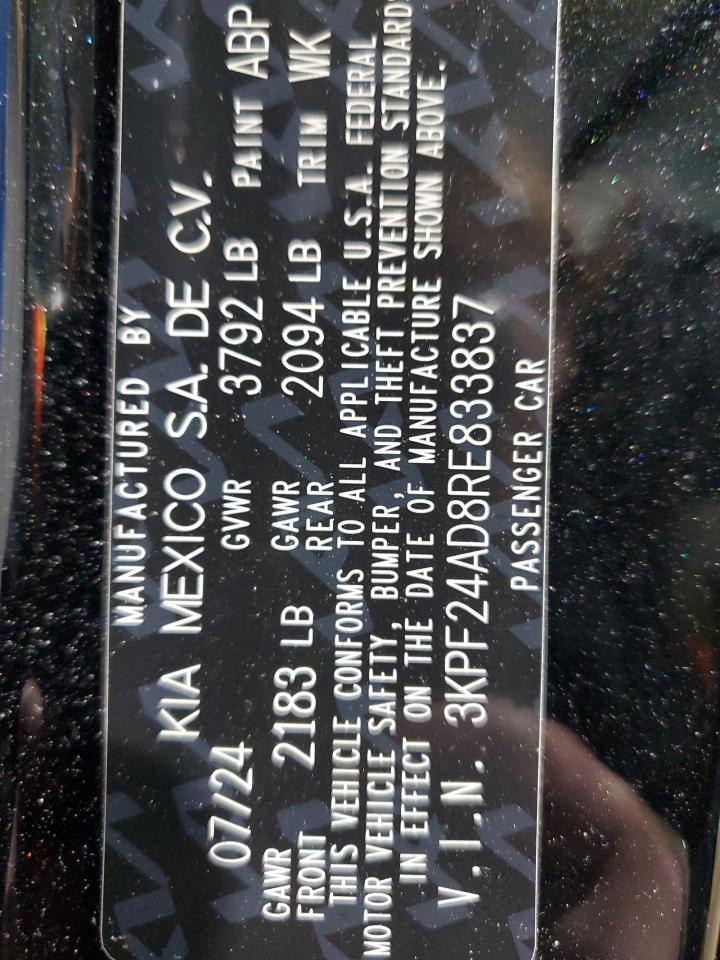 MANUFACTURED BY
KIA MEXICO S.A. DE C.V.
07/24 GVWR 3792 LB PAINT ABP
GAWR FRONT 2183 LB GAWR REAR 2094 LB TRIM WK
THIS VEHICLE CONFORMS TO ALL APPLICABLE U.S.A. FEDERAL
MOTOR VEHICLE SAFETY, BUMPER, AND THEFT PREVENTION STANDARDS
IN EFFECT ON THE DATE OF MANUFACTURE SHOWN ABOVE.
V.I.N. 3KPF24AD8RE833837
PASSENGER CAR